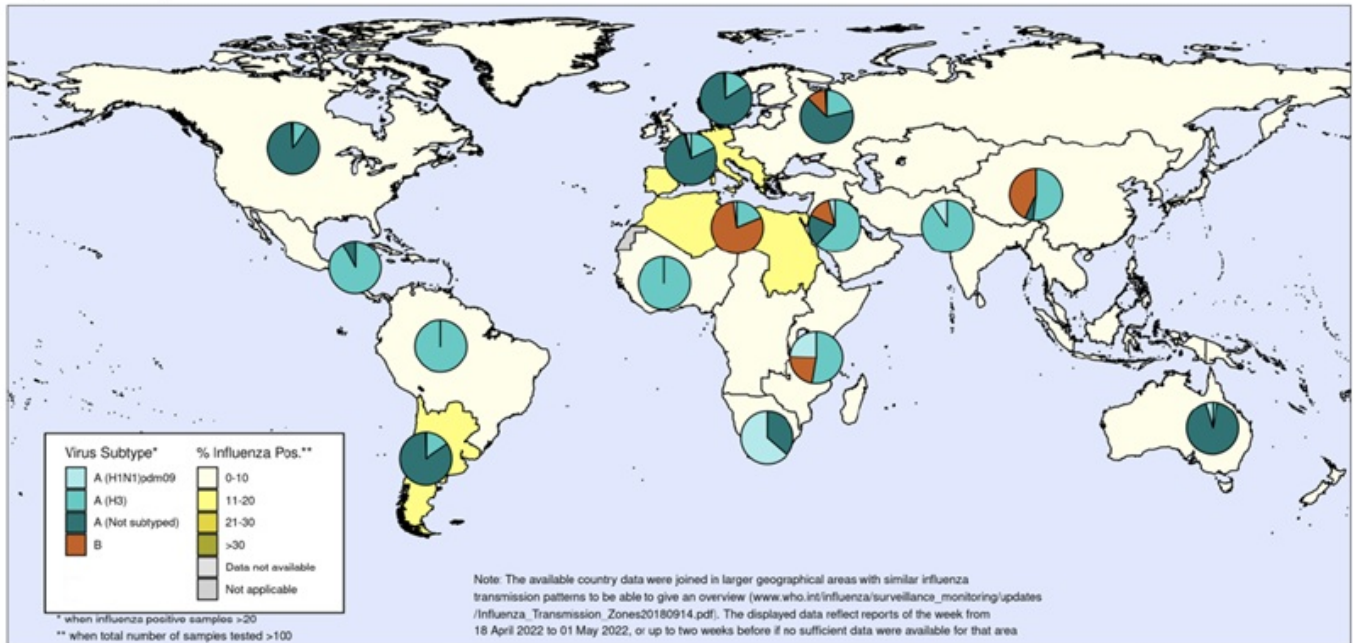 Virus Subtype*
A (H1N1)pdm09
A (H3)
A (Not subtyped)
B
% Influenza Pos.**
0-10
11-20
21-30
>30
Data not available
Not applicable
* when influenza positive samples >20
** when total number of samples tested >100
Note: The available country data were joined in larger geographical areas with similar influenza
transmission patterns to be able to give an overview (www.who.int/influenza/surveillance_monitoring/updates
/Influenza_Transmission_Zones20180914.pdf). The displayed data reflect reports of the week from
18 April 2022 to 01 May 2022, or up to two weeks before if no sufficient data were available for that area